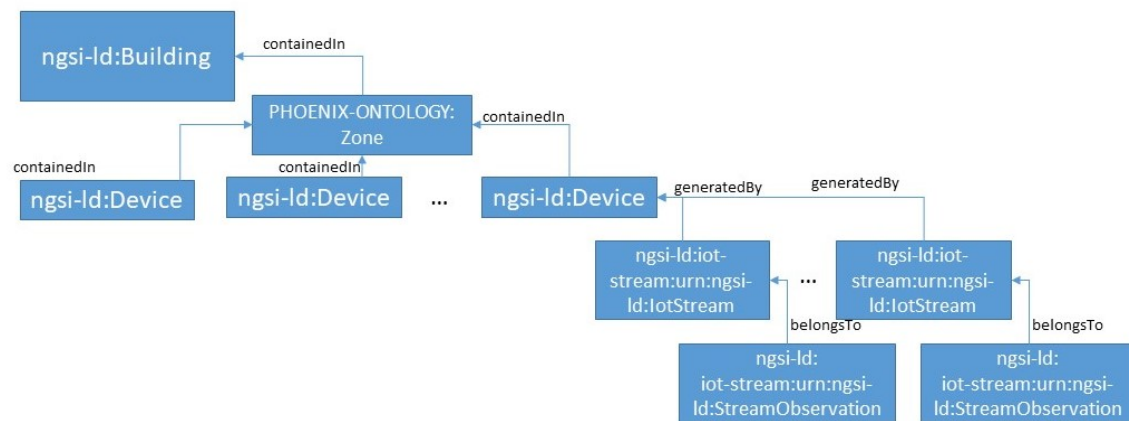 containedIn
ngsi-ld:Building
PHOENIX-ONTOLOGY:
Zone
containedIn
containedIn
containedIn
ngsi-ld:Device
ngsi-ld:Device
...
ngsi-ld:Device
generatedBy
generatedBy
ngsi-ld:iot-
stream:urn:ngsi-
ld:IotStream
...
ngsi-ld:iot-
stream:urn:ngsi-
ld:IotStream
belongsTo
belongsTo
ngsi-ld:
iot-stream:urn:ngsi-
ld:StreamObservation
ngsi-ld:
iot-stream:urn:ngsi-
ld:StreamObservation